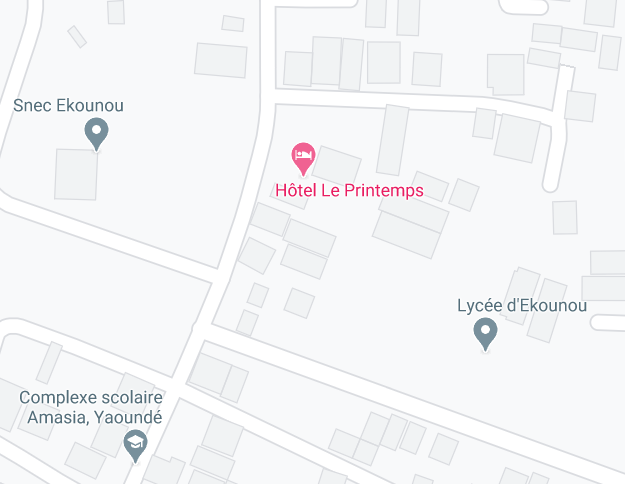 Snec Ekounou
Hôtel Le Printemps
Lycée d'Ekounou
Complexe scolaire
Amasia, Yaoundé